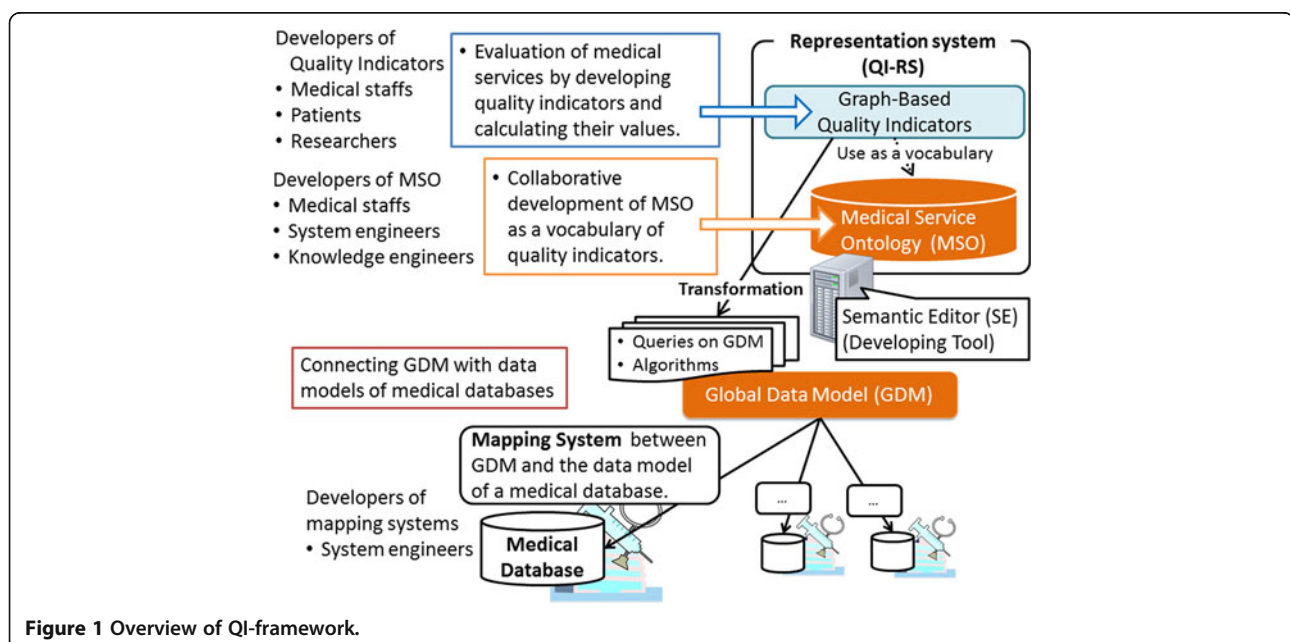 Developers of
Quality Indicators
• Medical staffs
• Patients
• Researchers
• Evaluation of medical
services by developing
quality indicators and
calculating their values.
Representation system
(QI-RS)
Graph-Based
Quality Indicators
Use as a vocabulary
Medical Service
Ontology (MSO)
Developers of MSO
• Medical staffs
• System engineers
• Knowledge engineers
• Collaborative
development of MSO
as a vocabulary of
quality indicators.
Transformation
Semantic Editor (SE)
(Developing Tool)
• Queries on GDM
• Algorithms
Connecting GDM with data
models of medical databases
Global Data Model (GDM)
Mapping System between
GDM and the data model
of a medical database.
...
...
Developers of
mapping systems
• System engineers
Medical
Database
Figure 1 Overview of QI-framework.